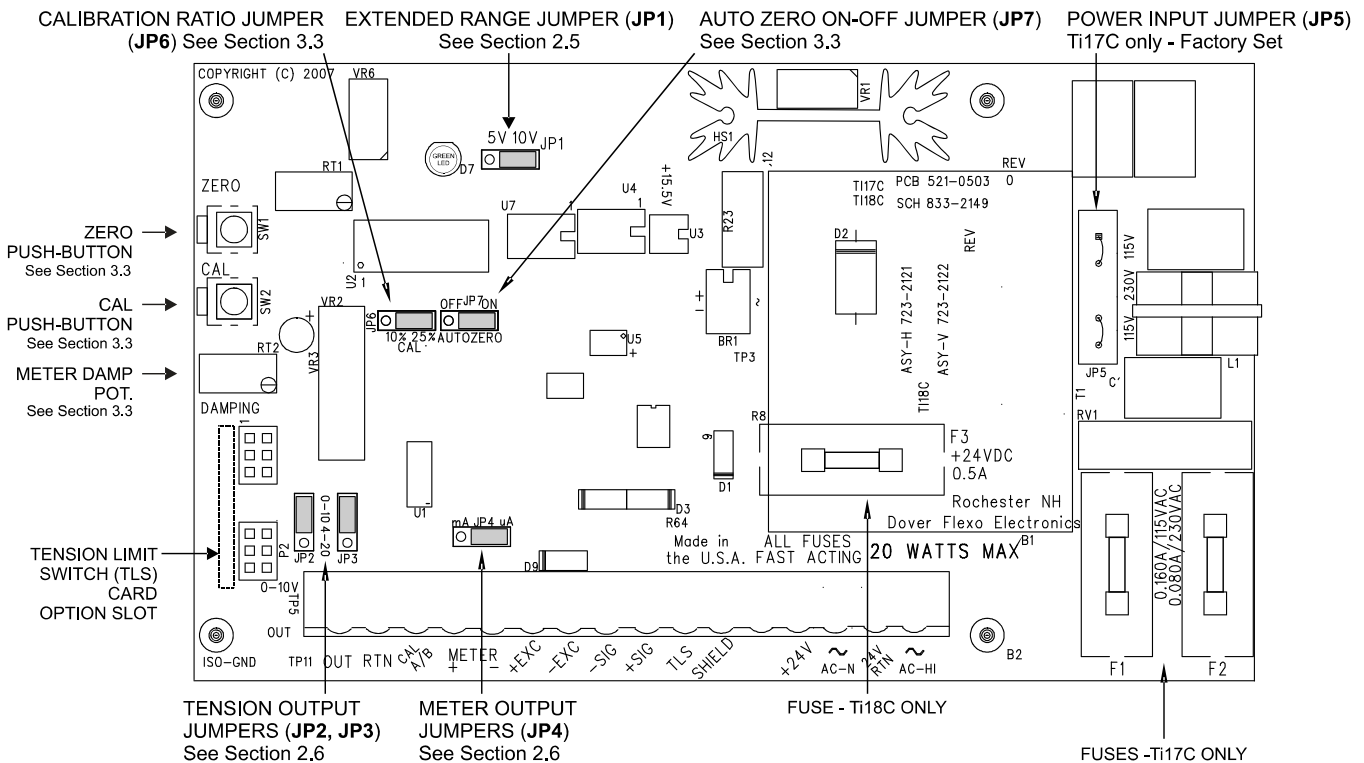 CALIBRATION RATIO JUMPER
(JP6) See Section 3.3
EXTENDED RANGE JUMPER (JP1)
See Section 2.5
AUTO ZERO ON-OFF JUMPER (JP7)
See Section 3.3
POWER INPUT JUMPER (JP5)
Ti17C only - Factory Set
COPYRIGHT (C) 2007
VR6
5V 10V
JP1
GREEN
LED
D7
HS1
VR1
J2
REV
0
TI17C
TI18C
PCB 521-0503
SCH 833-2149
REV
RT1
ZERO
SW1
ZERO
PUSH-BUTTON
See Section 3.3
CAL
SW2
CAL
PUSH-BUTTON
See Section 3.3
U7
1
U4
1
+15.5V
U3
R23
D2
U2
1
115V
230V
115V
JP5
VR2
VR3
+
JP6
10% 25%
CAL
OFF
JP7
ON
AUTOZERO
U5
+
+
-
~
BR1
TP3
ASY-H 723-2121
ASY-V 723-2122
TI18C
L1
C'
T1
RT2
METER DAMP
POT.
See Section 3.3
DAMPING
1
R8
F3
+24VDC
0.5A
RV1
9
D1
U1
D3
R64
Rochester NH
Dover Flexo Electronics
B1
Made in
the U.S.A.
ALL FUSES
FAST ACTING
20 WATTS MAX
0.160A/115VAC
0.080A/230VAC
TENSION LIMIT
SWITCH (TLS)
CARD
OPTION SLOT
P2
JP2
0-10
4-20
JP3
mA JP4 uA
D9
0-10V
TP5
OUT
ISO-GND
TP11
OUT
RTN
CAL
A/B
METER
+
-
+EXC
-EXC
-SIG
+SIG
TLS
SHIELD
+24V
~
AC-N
24V
RTN
~
AC-HI
B2
F1
F2
TENSION OUTPUT
JUMPERS (JP2, JP3)
See Section 2.6
METER OUTPUT
JUMPERS (JP4)
See Section 2.6
FUSE - Ti18C ONLY
FUSES -Ti17C ONLY